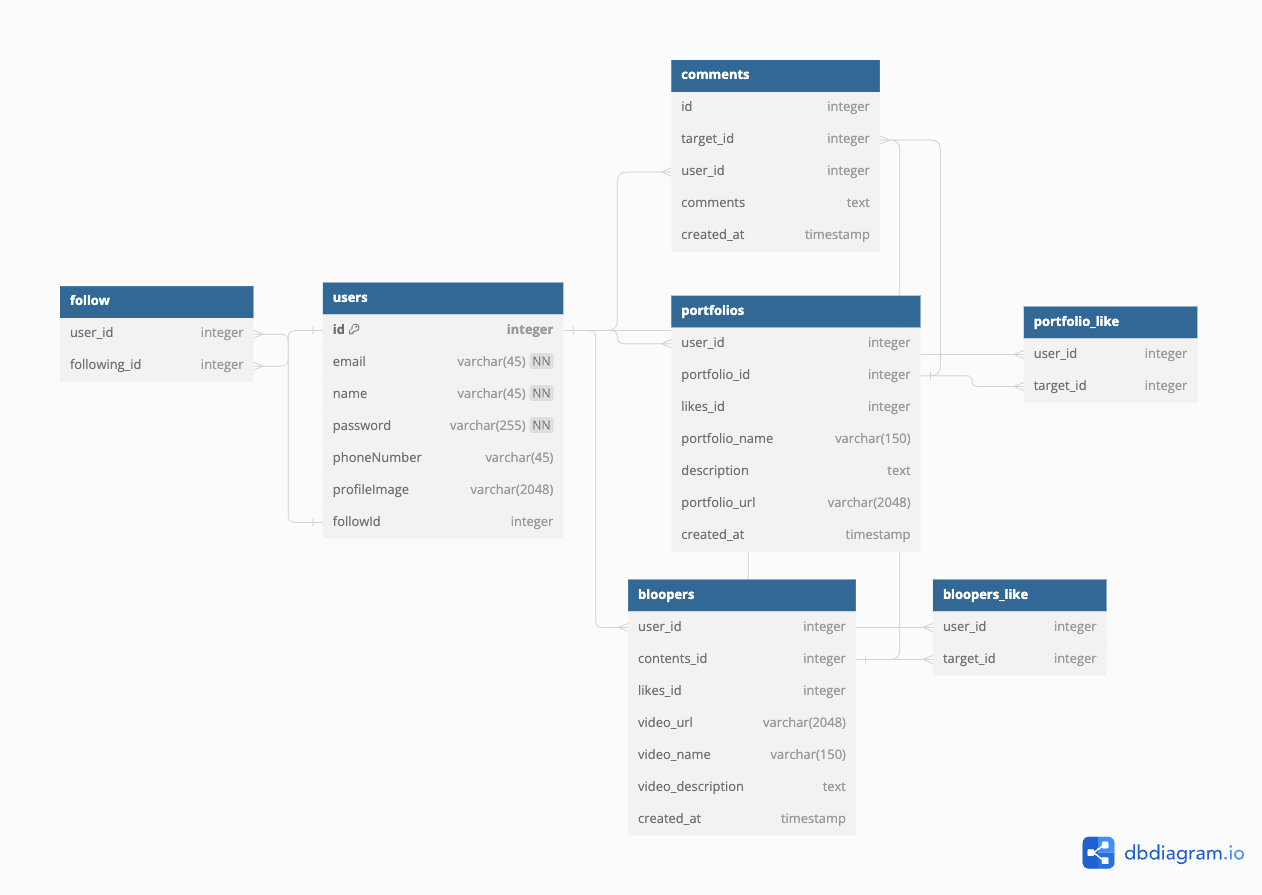 comments
id integer
target_id integer
user_id integer
comments text
created_at timestamp
follow
user_id integer
following_id integer
users
id integer
email varchar(45) NN
name varchar(45) NN
password varchar(255) NN
phoneNumber varchar(45)
profileImage varchar(2048)
followId integer
portfolios
user_id integer
portfolio_id integer
likes_id integer
portfolio_name varchar(150)
description text
portfolio_url varchar(2048)
created_at timestamp
portfolio_like
user_id integer
target_id integer
bloopers
user_id integer
contents_id integer
likes_id integer
video_url varchar(2048)
video_name varchar(150)
video_description text
created_at timestamp
bloopers_like
user_id integer
target_id integer
dbdiagram.io